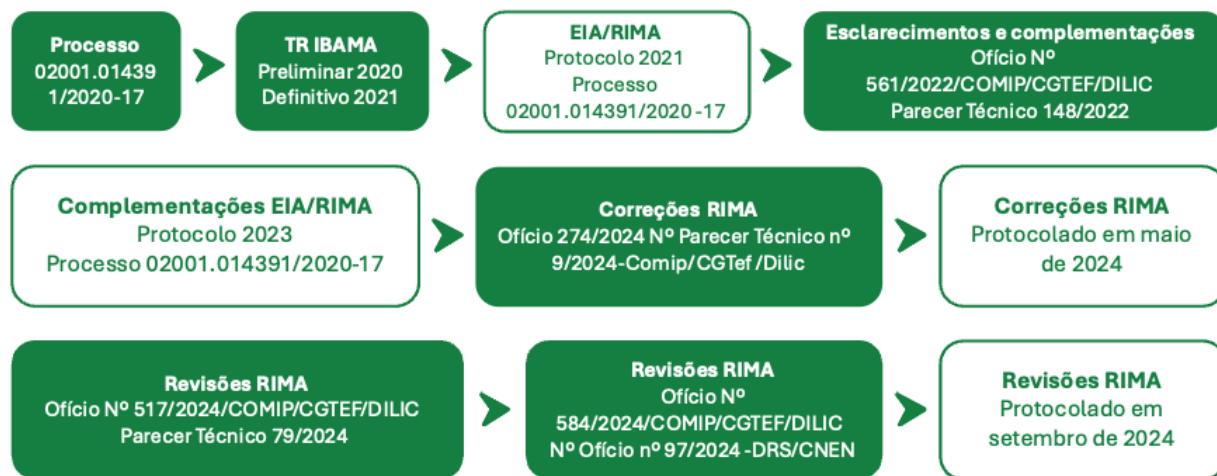 Processo
02001.01439
1/2020-17
TR IBAMA
Preliminar 2020
Definitivo 2021
EIA/RIMA
Protocolo 2021
Processo
02001.014391/2020 -17
Esclarecimentos e complementações
Ofício Nº
561/2022/COMIP/CGTEF/DILIC
Parecer Técnico 148/2022
Complementações EIA/RIMA
Protocolo 2023
Processo 02001.014391/2020-17
Correções RIMA
Ofício 274/2024 Nº Parecer Técnico nº
9/2024-Comip/CGTef/Dilic
Correções RIMA
Protocolado em maio
de 2024
Revisões RIMA
Ofício Nº 517/2024/COMIP/CGTEF/DILIC
Parecer Técnico 79/2024
Revisões RIMA
Ofício Nº
584/2024/COMIP/CGTEF/DILIC
Nº Ofício nº 97/2024 -DRS/CNEN
Revisões RIMA
Protocolado em
setembro de 2024